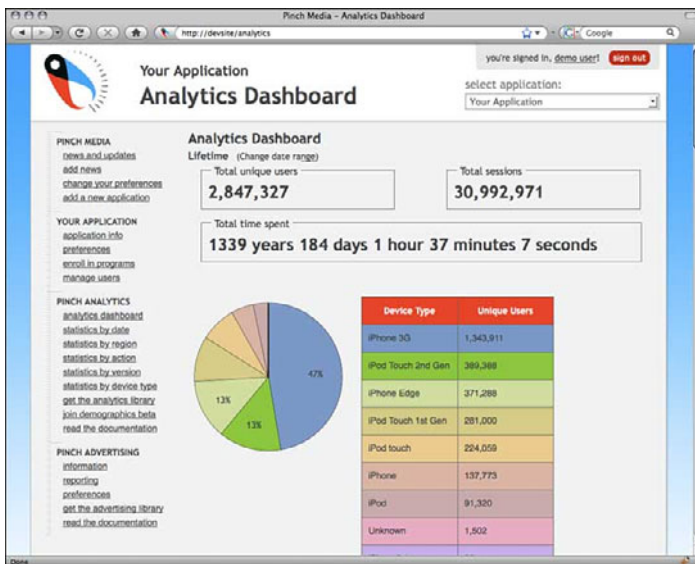 Pinch Media – Analytics Dashboard
http://devsite/analytics
Google
you're signed in, demo user! sign out
Your Application
Analytics Dashboard
select application:
Your Application
PINCH MEDIA
news and updates
add news
change your preferences
add a new application
YOUR APPLICATION
application info
preferences
enroll in programs
manage users
PINCH ANALYTICS
analytics dashboard
statistics by date
statistics by region
statistics by action
statistics by version
statistics by device type
get the analytics library
join demographics beta
read the documentation
PINCH ADVERTISING
information
reporting
preferences
get the advertising library
read the documentation
Analytics Dashboard
Lifetime (Change date range)
Total unique users
2,847,327
Total sessions
30,992,971
Total time spent
1339 years 184 days 1 hour 37 minutes 7 seconds
47%
13%
13%
Device Type Unique Users
iPhone 3G 1,343,911
iPod Touch 2nd Gen 389,388
iPhone Edge 371,288
iPod Touch 1st Gen 281,000
iPod touch 224,059
iPhone 137,773
iPod 91,320
Unknown 1,502
Done